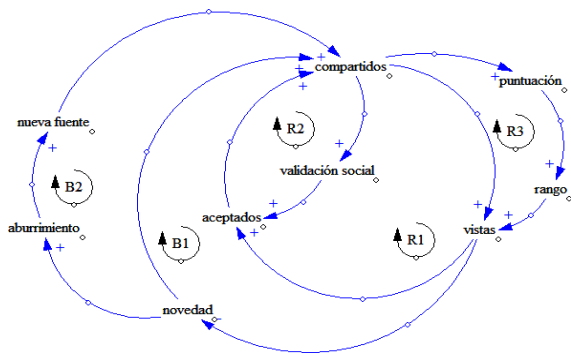 compartidos
puntuación
nueva fuente
R2
R3
validación social
B2
rango
aceptados
aburrimiento
B1
R1
vistas
novedad
+
+
+
+
+
+
+
+
+
+
+
+
+
-